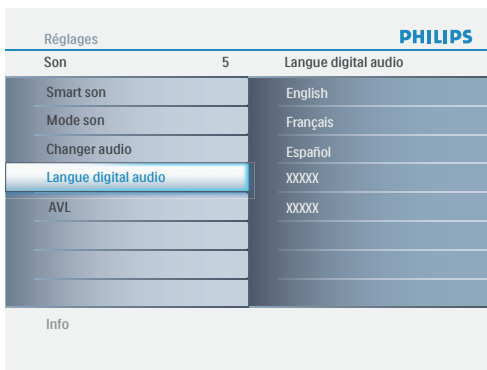 Réglages
PHILIPS
Son 5
Langue digital audio
Smart son
Mode son
Changer audio
Langue digital audio
AVL
English
Français
Español
XXXXX
XXXXX
Info